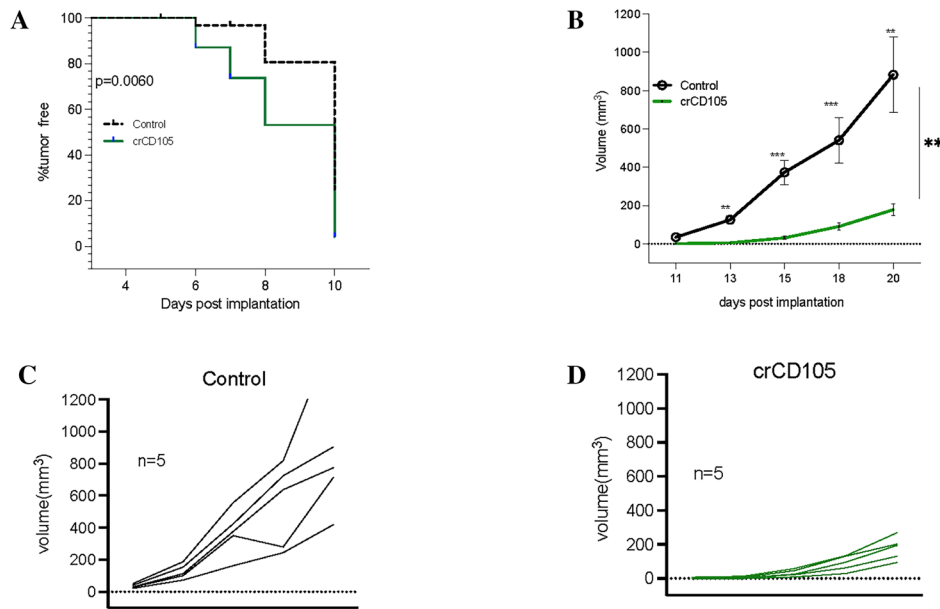 A
100
80
60
40
20
0
%tumor free
p=0.0060
Control
crCD105
4
6
8
10
Days post implantation
B
1200
1000
800
600
400
200
0
Volume (mm³)
Control
crCD105
**
***
***
**
**
11
13
15
18
20
days post implantation
C
Control
1200
1000
800
600
400
200
0
volume(mm³)
n=5
D
crCD105
1200
1000
800
600
400
200
0
volume(mm³)
n=5